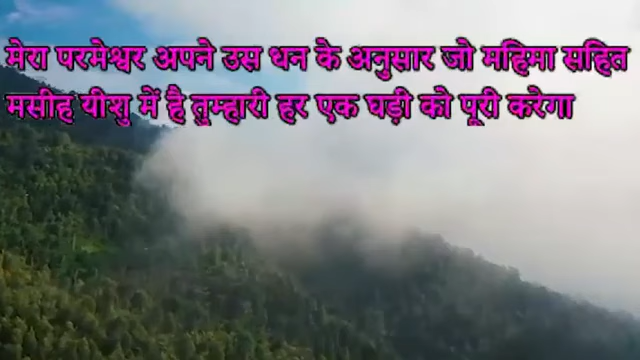 मेरा परमेश्वर अपने उस धन के अनुसार जो महिमा सहित
मसीह यीशु में है तुम्हारी हर एक घड़ी को पूरी करेगा